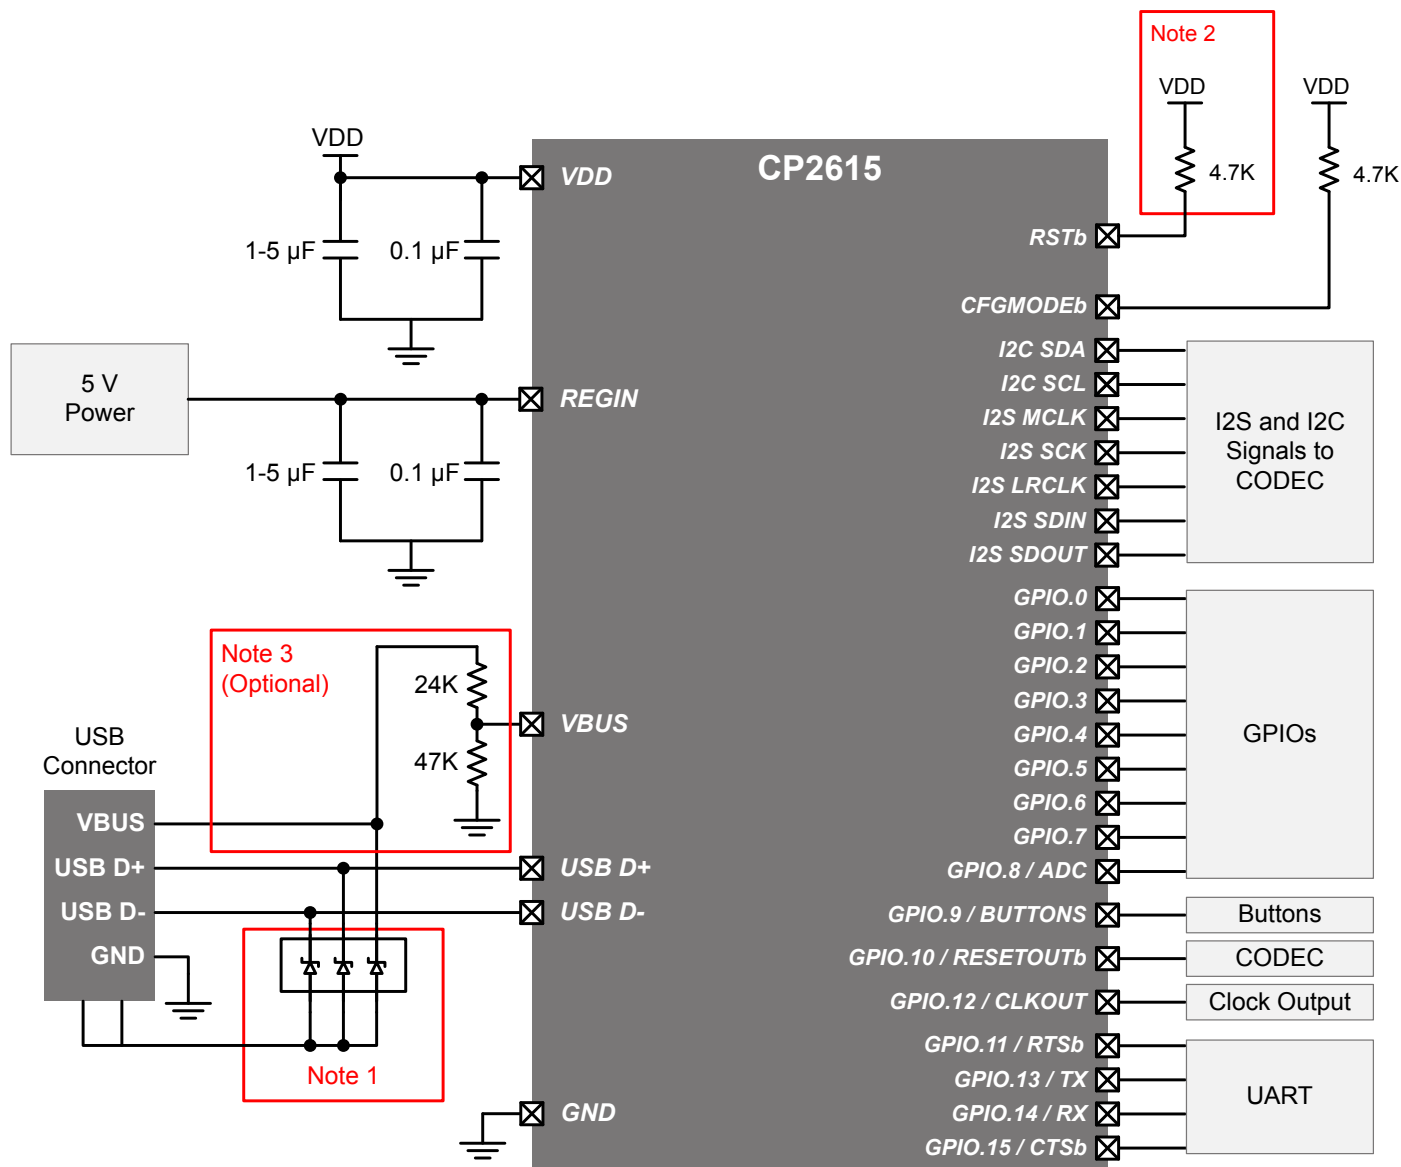 Note 2
VDD
VDD
4.7K
4.7K
VDD
1-5 µF
0.1 µF
5 V
Power
1-5 µF
0.1 µF
Note 3
(Optional)
24K
47K
USB
Connector
VBUS
USB D+
USB D-
GND
Note 1
CP2615
VDD
REGIN
VBUS
USB D+
USB D-
GND
RSTb
CFGMODEb
I2C SDA
I2C SCL
I2S MCLK
I2S SCK
I2S LRCLK
I2S SDIN
I2S SDOUT
GPIO.0
GPIO.1
GPIO.2
GPIO.3
GPIO.4
GPIO.5
GPIO.6
GPIO.7
GPIO.8 / ADC
GPIO.9 / BUTTONS
GPIO.10 / RESETOUTb
GPIO.12 / CLKOUT
GPIO.11 / RTSb
GPIO.13 / TX
GPIO.14 / RX
GPIO.15 / CTSb
I2S and I2C
Signals to
CODEC
GPIOs
Buttons
CODEC
Clock Output
UART